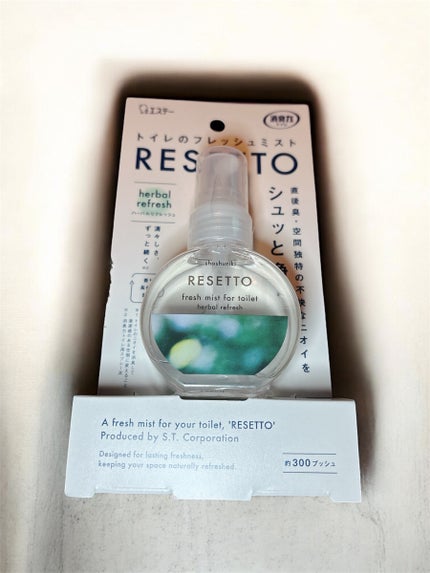 エステー
消臭力
トイレのフレッシュミスト
RESETTO
herbal
refresh
ハーバルリフレッシュ
直後臭・空間独特の不快なニオイを
シュッと
清々しさ、
ずっと続く
shoshuriki
RESETTO
fresh mist for toilet
herbal refresh
A fresh mist for your toilet, 'RESETTO'
Produced by S.T. Corporation
Designed for lasting freshness,
keeping your space naturally refreshed.
約300プッシュ